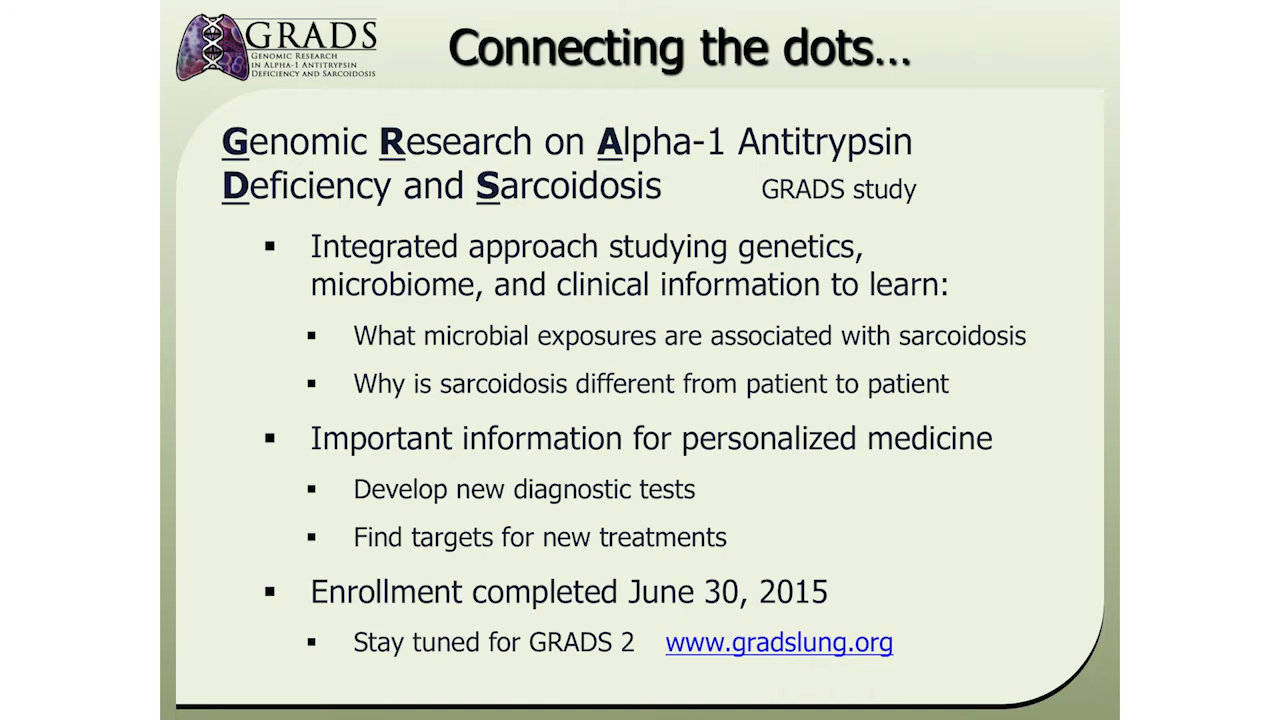 GRADS
GENOMIC RESEARCH
IN ALPHA-1 ANTITRYPSIN
DEFICIENCY AND SARCOIDOSIS
Connecting the dots...
Genomic Research on Alpha-1 Antitrypsin
Deficiency and Sarcoidosis GRADS study
▪ Integrated approach studying genetics,
microbiome, and clinical information to learn:
▪ What microbial exposures are associated with sarcoidosis
▪ Why is sarcoidosis different from patient to patient
▪ Important information for personalized medicine
▪ Develop new diagnostic tests
▪ Find targets for new treatments
▪ Enrollment completed June 30, 2015
▪ Stay tuned for GRADS 2 www.gradslung.org